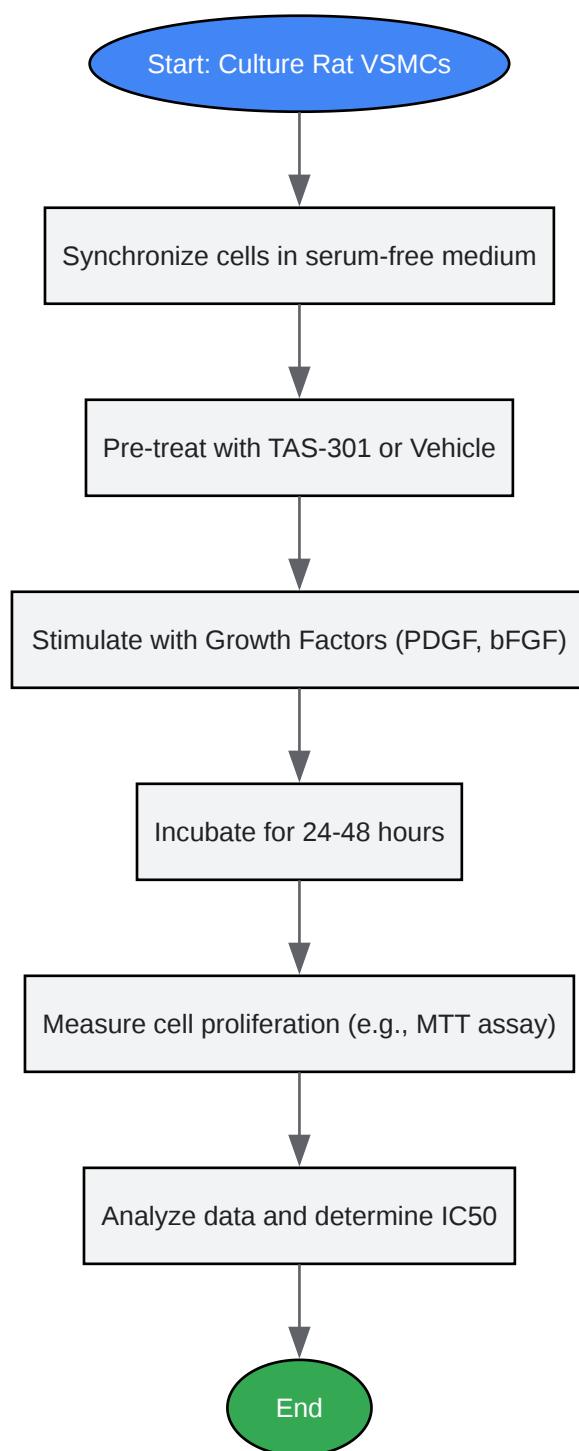 Start: Culture Rat VSMCs
Synchronize cells in serum-free medium
Pre-treat with TAS-301 or Vehicle
Stimulate with Growth Factors (PDGF, bFGF)
Incubate for 24-48 hours
Measure cell proliferation (e.g., MTT assay)
Analyze data and determine IC50
End